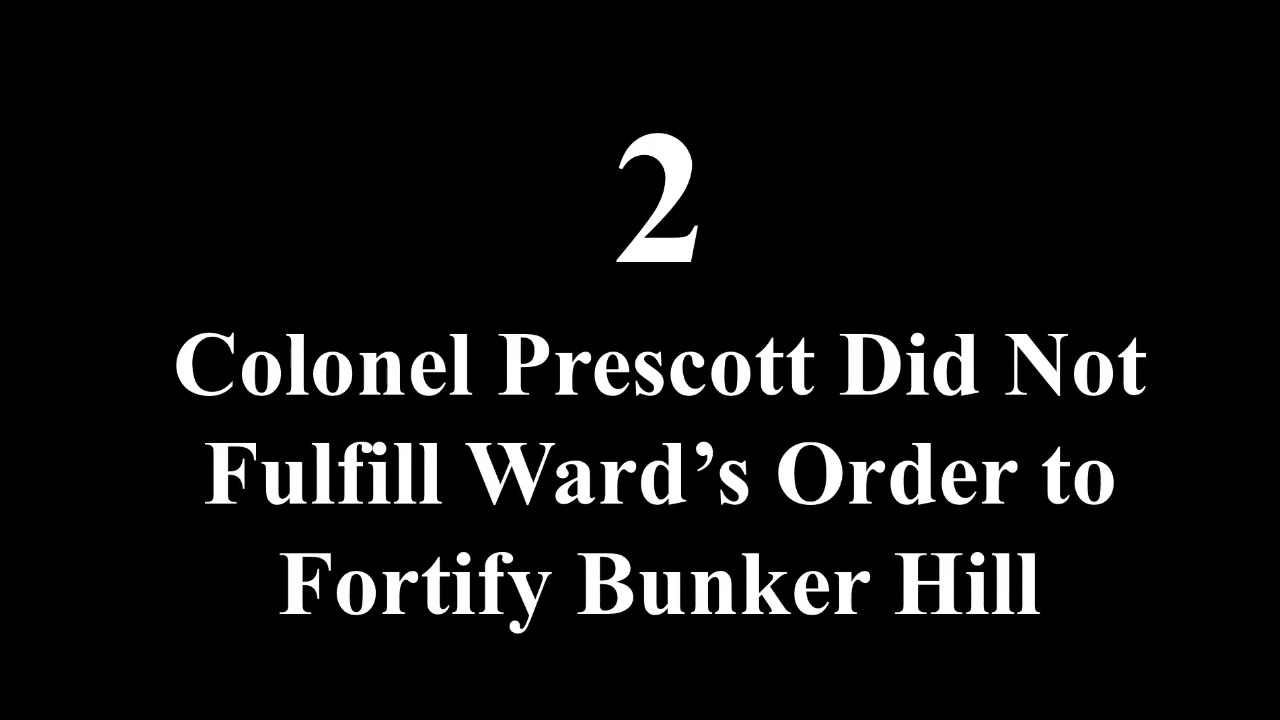 2
Colonel Prescott Did Not
Fulfill Ward’s Order to
Fortify Bunker Hill